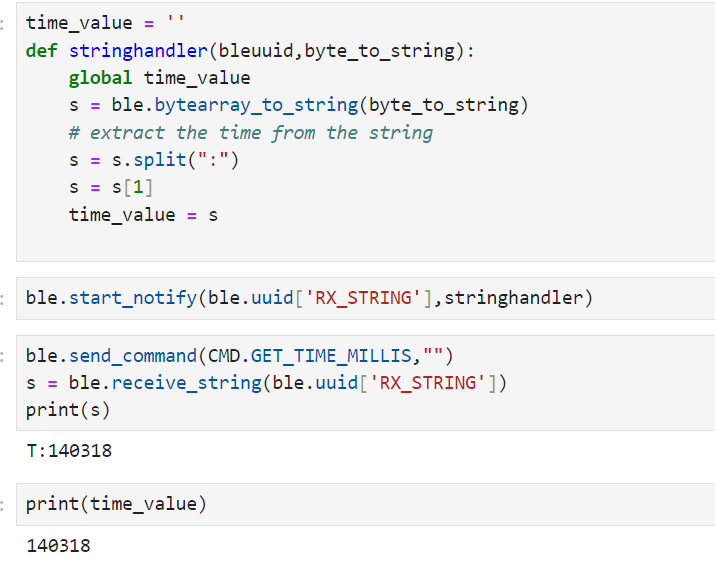 time_value = ''
def stringhandler(bleuuid,byte_to_string):
    global time_value
    s = ble.bytearray_to_string(byte_to_string)
    # extract the time from the string
    s = s.split(":")
    s = s[1]
    time_value = s
ble.start_notify(ble.uuid['RX_STRING'],stringhandler)
ble.send_command(CMD.GET_TIME_MILLIS,"")
s = ble.receive_string(ble.uuid['RX_STRING'])
print(s)
T:140318
print(time_value)
140318